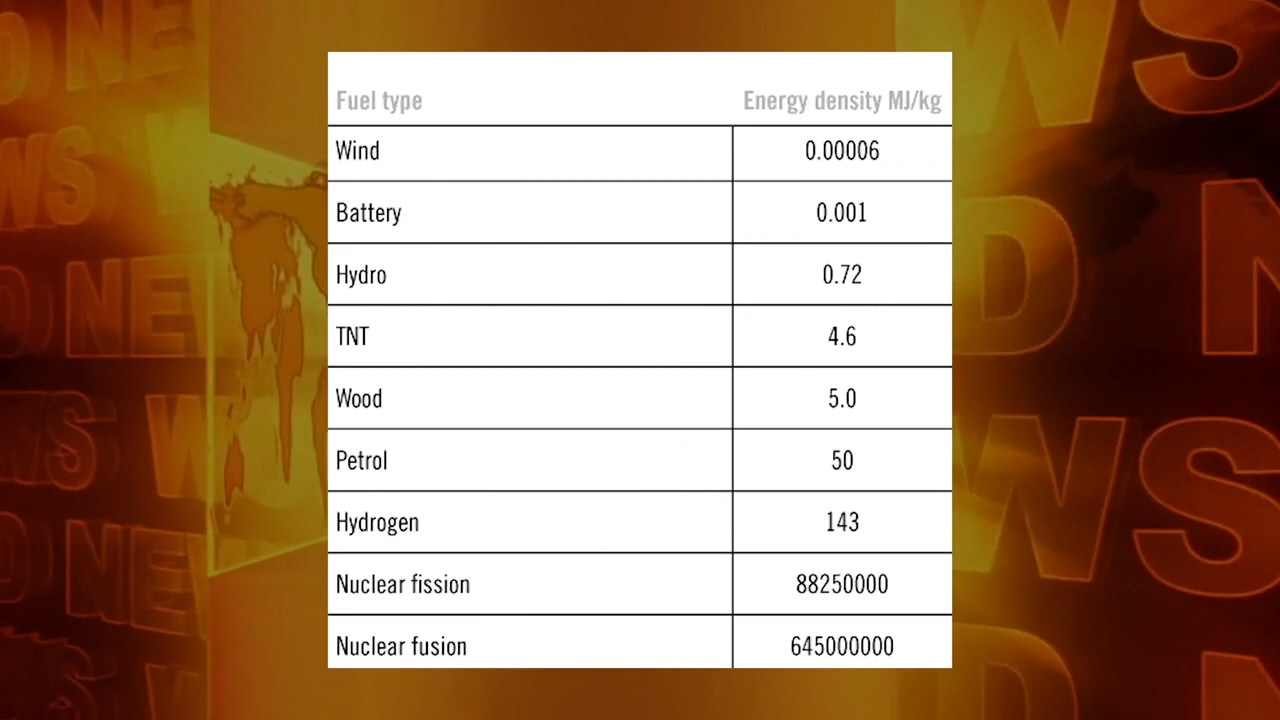 Fuel type Energy density MJ/kg
Wind 0.00006
Battery 0.001
Hydro 0.72
TNT 4.6
Wood 5.0
Petrol 50
Hydrogen 143
Nuclear fission 88250000
Nuclear fusion 645000000